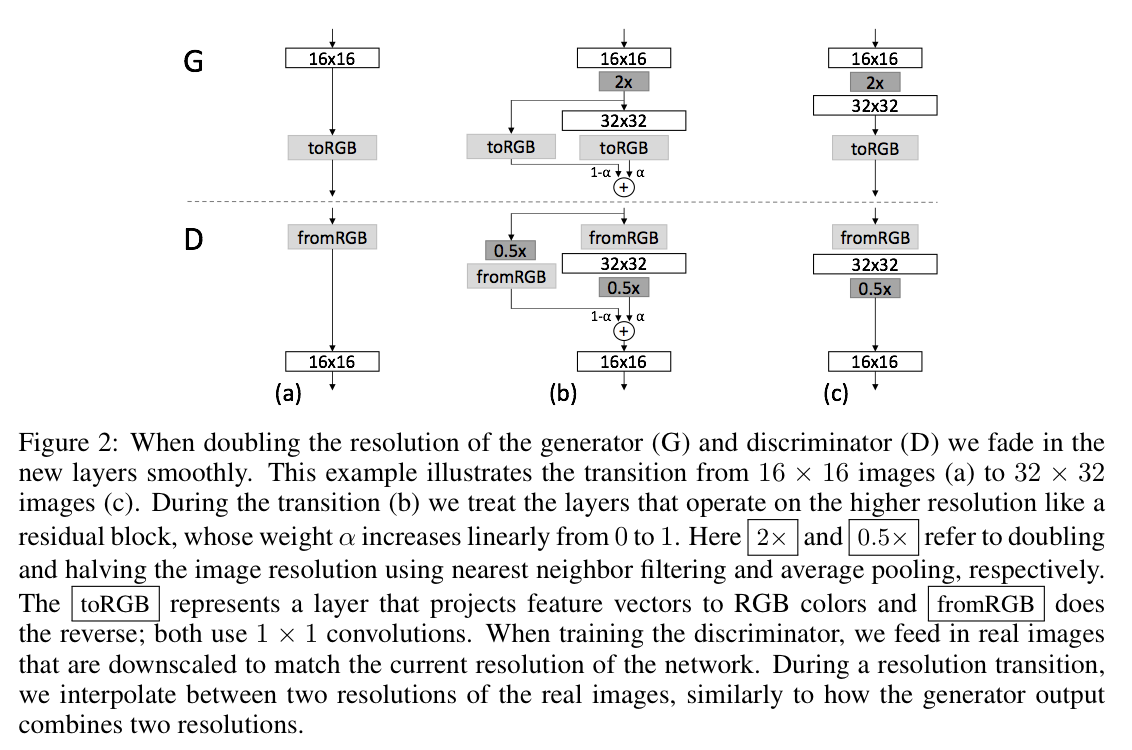 G
16x16
16x16
16x16
2x
2x
32x32
32x32
toRGB
toRGB
toRGB
toRGB
1-α
α
+
D
fromRGB
fromRGB
fromRGB
0.5x
32x32
32x32
fromRGB
0.5x
0.5x
1-α
α
+
16x16
16x16
16x16
(a)
(b)
(c)
Figure 2: When doubling the resolution of the generator (G) and discriminator (D) we fade in the
new layers smoothly. This example illustrates the transition from 16 × 16 images (a) to 32 × 32
images (c). During the transition (b) we treat the layers that operate on the higher resolution like a
residual block, whose weight α increases linearly from 0 to 1. Here 2× and 0.5× refer to doubling
and halving the image resolution using nearest neighbor filtering and average pooling, respectively.
The toRGB represents a layer that projects feature vectors to RGB colors and fromRGB does
the reverse; both use 1 × 1 convolutions. When training the discriminator, we feed in real images
that are downscaled to match the current resolution of the network. During a resolution transition,
we interpolate between two resolutions of the real images, similarly to how the generator output
combines two resolutions.